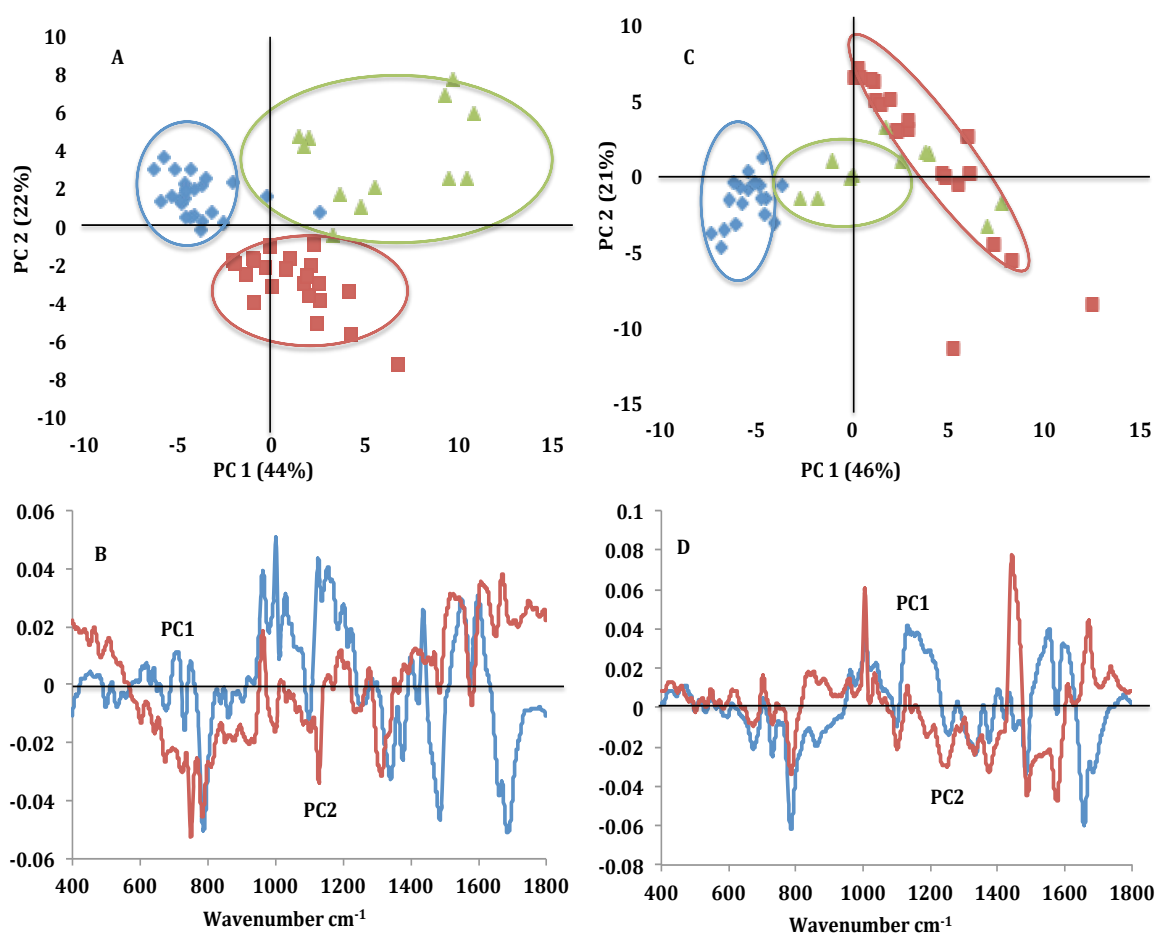 A
10
8
6
4
2
0
-2
-4
-6
-8
-10
PC 2 (22%)
-10 -5 0 5 10 15
PC 1 (44%)
C
10
5
0
-5
-10
-15
PC 2 (21%)
-10 -5 0 5 10 15
PC 1 (46%)
B
0.06
0.04
0.02
0
-0.02
-0.04
-0.06
PC1
PC2
400 600 800 1000 1200 1400 1600 1800
Wavenumber cm-1
D
0.1
0.08
0.06
0.04
0.02
0
-0.02
-0.04
-0.06
-0.08
PC1
PC2
400 600 800 1000 1200 1400 1600 1800
Wavenumber cm-1